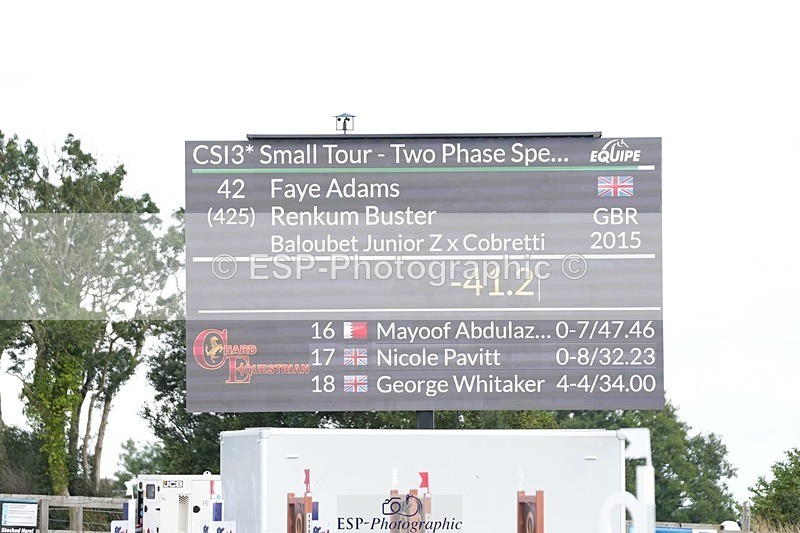 CSI3* Small Tour - Two Phase Spe...
EQUIPE
42 Faye Adams
(425) Renkum Buster GBR
Baloubet Junior Z x Cobretti 2015
© ESP-Photographic ©
-41.2
16 Mayoof Abdulaz... 0-7/47.46
17 Nicole Pavitt 0-8/32.23
18 George Whitaker 4-4/34.00
CHARD
EQUESTRIAN
JCB
ESP-Photographic